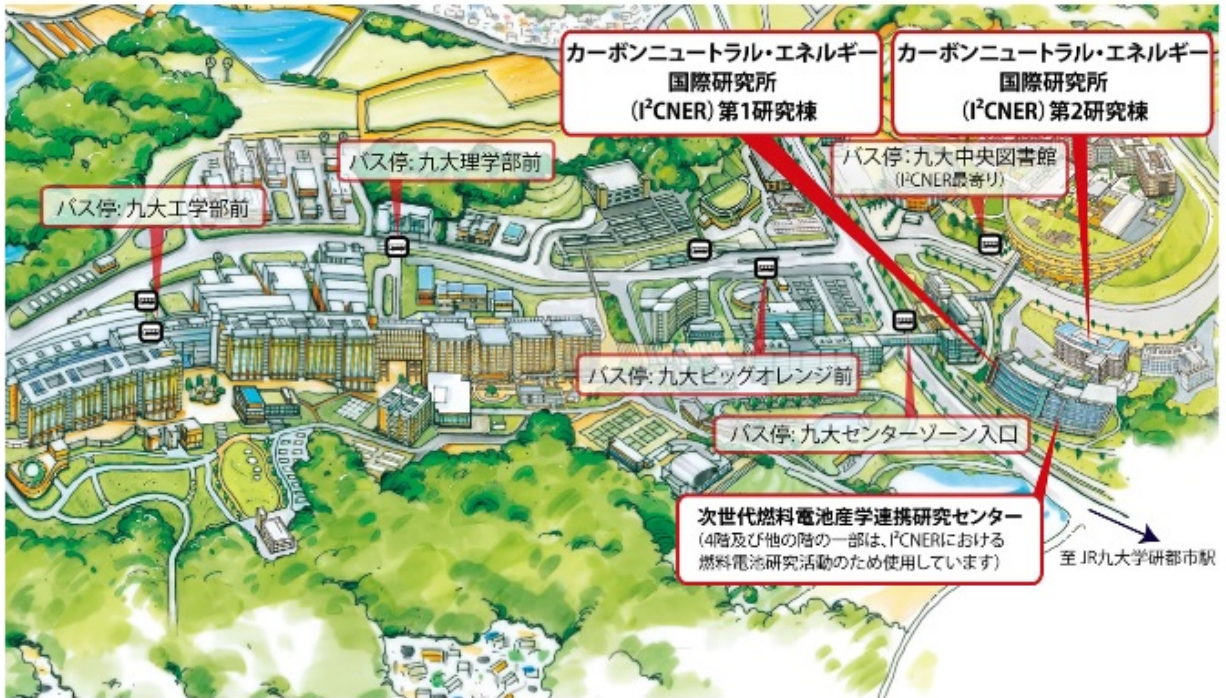 カーボンニュートラル・エネルギー
国際研究所
(I²CNER) 第1研究棟
カーボンニュートラル・エネルギー
国際研究所
(I²CNER) 第2研究棟
バス停: 九大理学部前
バス停: 九大中央図書館
(I²CNER最寄り)
バス停: 九大工学部前
バス停: 九大ビッグオレンジ前
バス停: 九大センターゾーン入口
次世代燃料電池産学連携研究センター
(4階及び他の階の一部は、I²CNERにおける
燃料電池研究活動のため使用しています)
至 JR九大学研都市駅